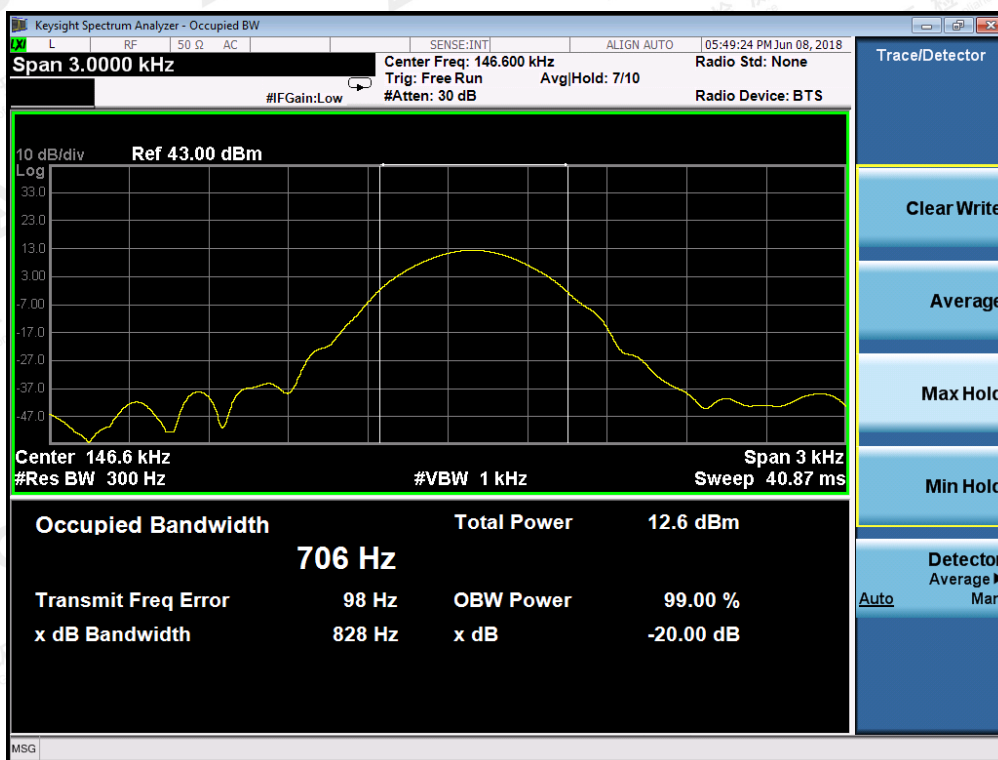 Keysight Spectrum Analyzer - Occupied BW
LXI L RF 50 Ω AC SENSE:INT ALIGN AUTO 05:49:24 PM Jun 08, 2018
Span 3.0000 kHz
Center Freq: 146.600 kHz Radio Std: None
Trig: Free Run Avg|Hold: 7/10
#IFGain:Low #Atten: 30 dB Radio Device: BTS
10 dB/div Ref 43.00 dBm
Log
33.0
23.0
13.0
3.00
-7.00
-17.0
-27.0
-37.0
-47.0
Center 146.6 kHz Span 3 kHz
#Res BW 300 Hz #VBW 1 kHz Sweep 40.87 ms
Occupied Bandwidth Total Power 12.6 dBm
706 Hz
Transmit Freq Error 98 Hz OBW Power 99.00 %
x dB Bandwidth 828 Hz x dB -20.00 dB
MSG
Trace/Detector
Clear Write
Average
Max Hold
Min Hold
Detector
Average
Auto Man